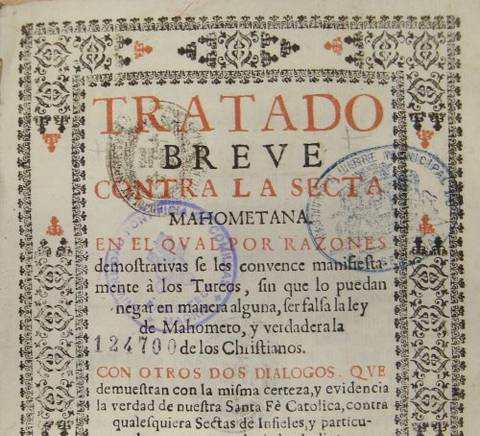 TRATADO
BREVE
CONTRA LA SECTA
MAHOMETANA.
EN EL QVAL POR RAZONES
demostrativas se les convence manifiesta-
mente à los Turcos, sin que lo puedan
negar en manera alguna, ser falsa la ley
de Mahometo, y verdadera la
124700 de los Christianos.
CON OTROS DOS DIALOGOS. QVE
demuestran con la misma certeza, y evidencia
la verdad de nuestra Santa Fè Catolica, contra
qualesquiera Sectas de Infieles, y particu-